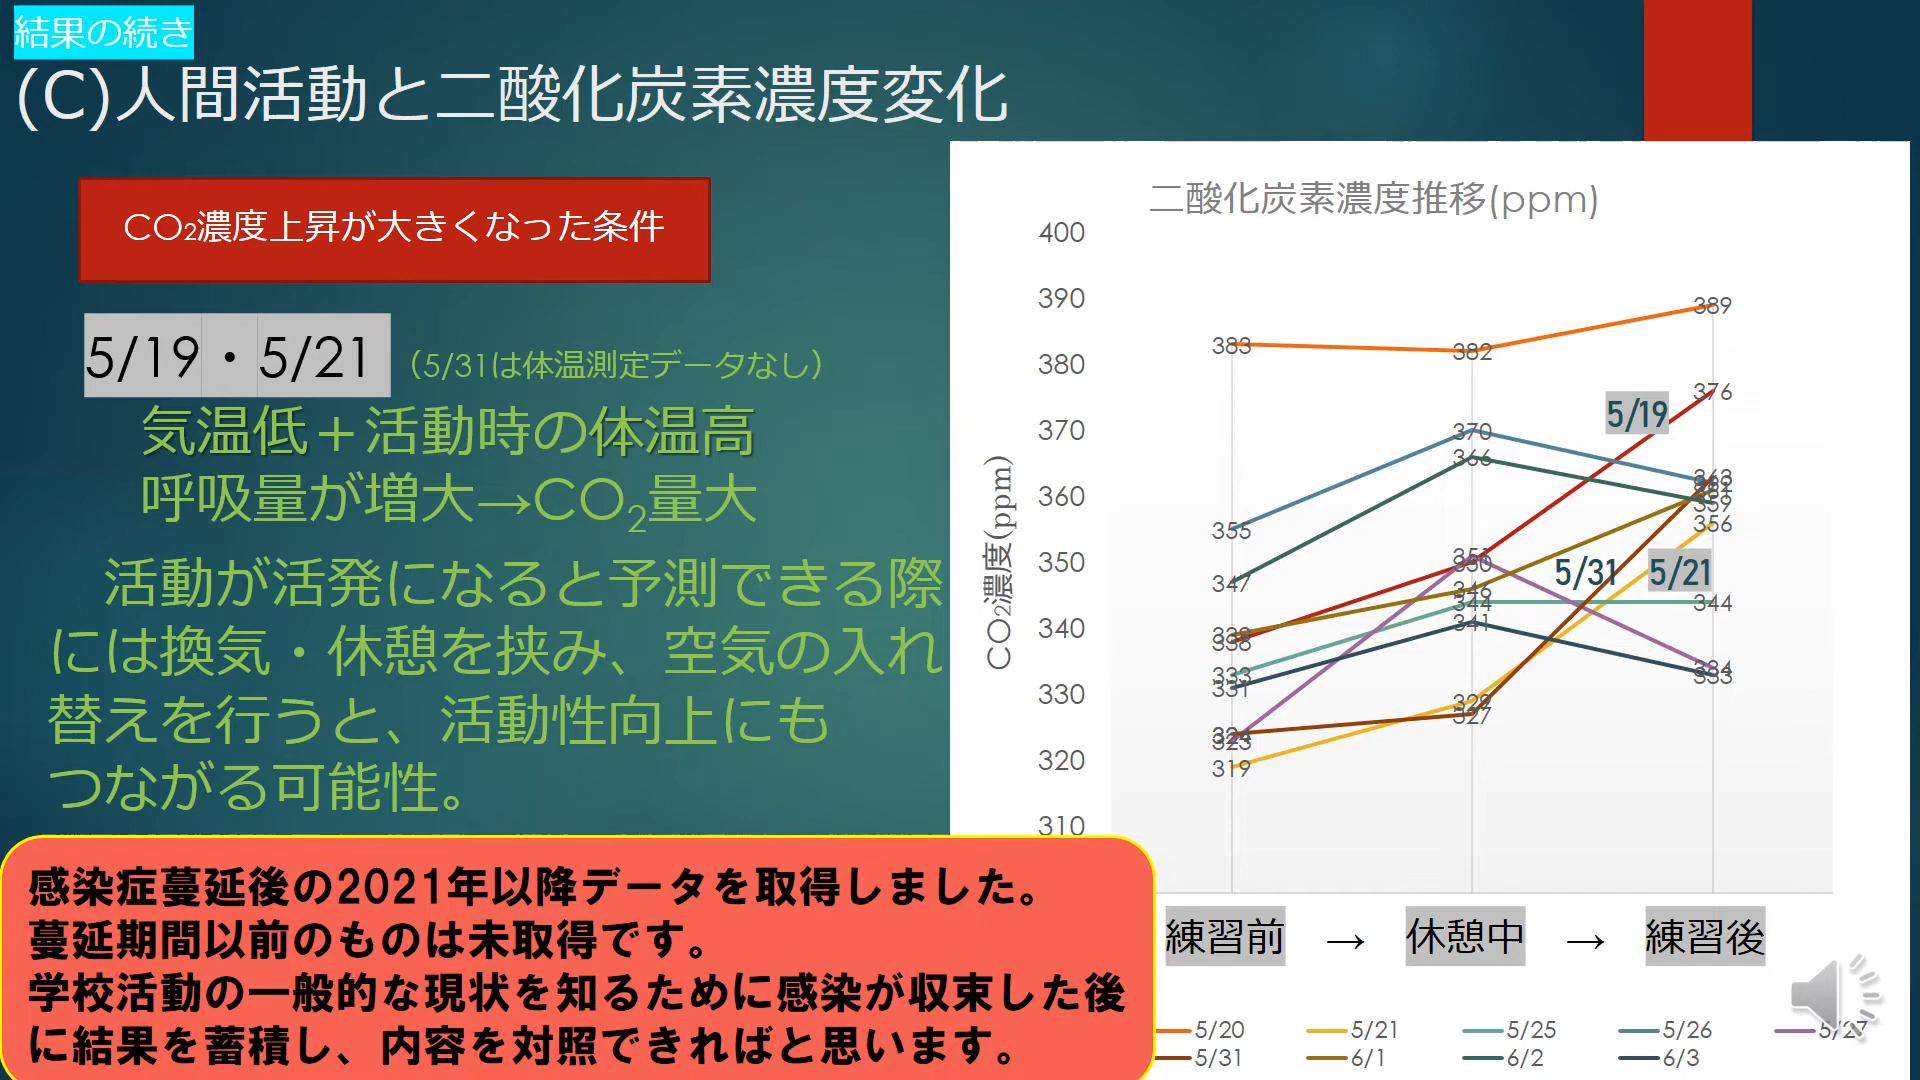 結果の続き
(C)人間活動と二酸化炭素濃度変化
CO₂濃度上昇が大きくなった条件
5/19・5/21 (5/31は体温測定データなし)
気温低＋活動時の体温高
呼吸量が増大→CO₂量大
活動が活発になると予測できる際
には換気・休憩を挟み、空気の入れ
替えを行うと、活動性向上にも
つながる可能性。
感染症蔓延後の2021年以降データを取得しました。
蔓延期間以前のものは未取得です。
学校活動の一般的な現状を知るために感染が収束した後
に結果を蓄積し、内容を対照できればと思います。
二酸化炭素濃度推移(ppm)
CO₂濃度(ppm)
400
390
380
370
360
350
340
330
320
310
383 382 389
376
5/19
370
366
355
347
363
359
356
351
350
5/31 5/21
346
344 344
341
339
338
333
331
334
333
329
327
324
323
319
練習前 → 休憩中 → 練習後
5/20 5/21 5/25 5/26 5/27
5/31 6/1 6/2 6/3